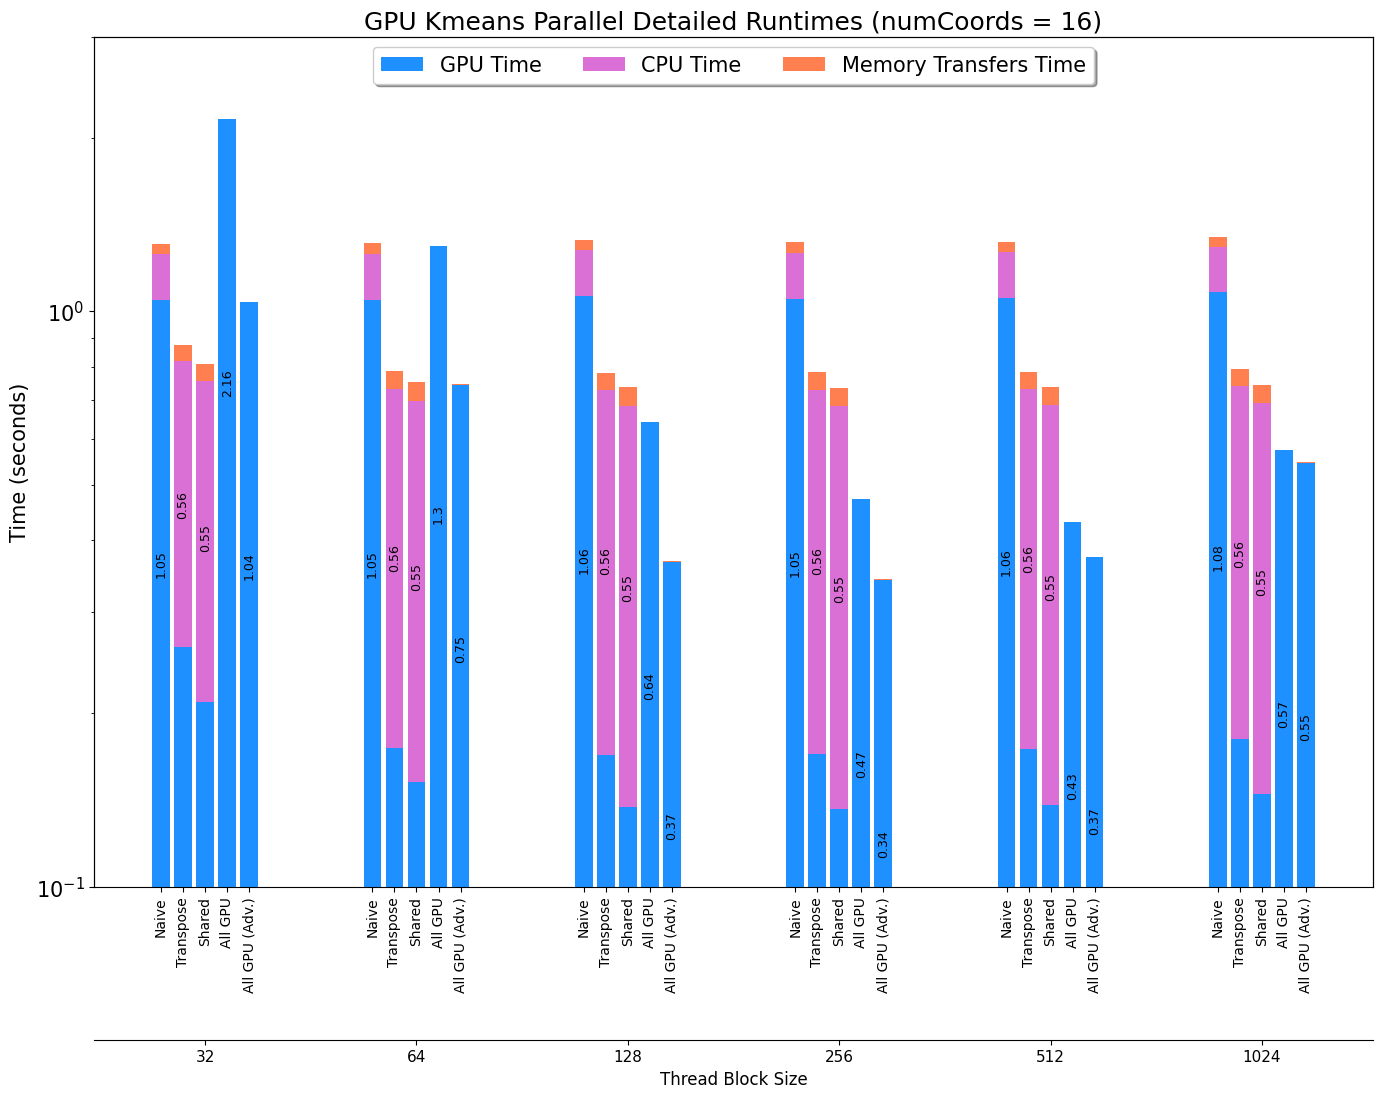 GPU Kmeans Parallel Detailed Runtimes (numCoords = 16)
GPU Time CPU Time Memory Transfers Time
Time (seconds)
10^0
10^-1
1.05 0.56 0.55 2.16 1.04
1.05 0.56 0.55 1.3 0.75
1.06 0.56 0.55 0.64 0.37
1.05 0.56 0.55 0.47 0.34
1.06 0.56 0.55 0.43 0.37
1.08 0.56 0.55 0.57 0.55
Naive Transpose Shared All GPU All GPU (Adv.)
Naive Transpose Shared All GPU All GPU (Adv.)
Naive Transpose Shared All GPU All GPU (Adv.)
Naive Transpose Shared All GPU All GPU (Adv.)
Naive Transpose Shared All GPU All GPU (Adv.)
Naive Transpose Shared All GPU All GPU (Adv.)
32 64 128 256 512 1024
Thread Block Size